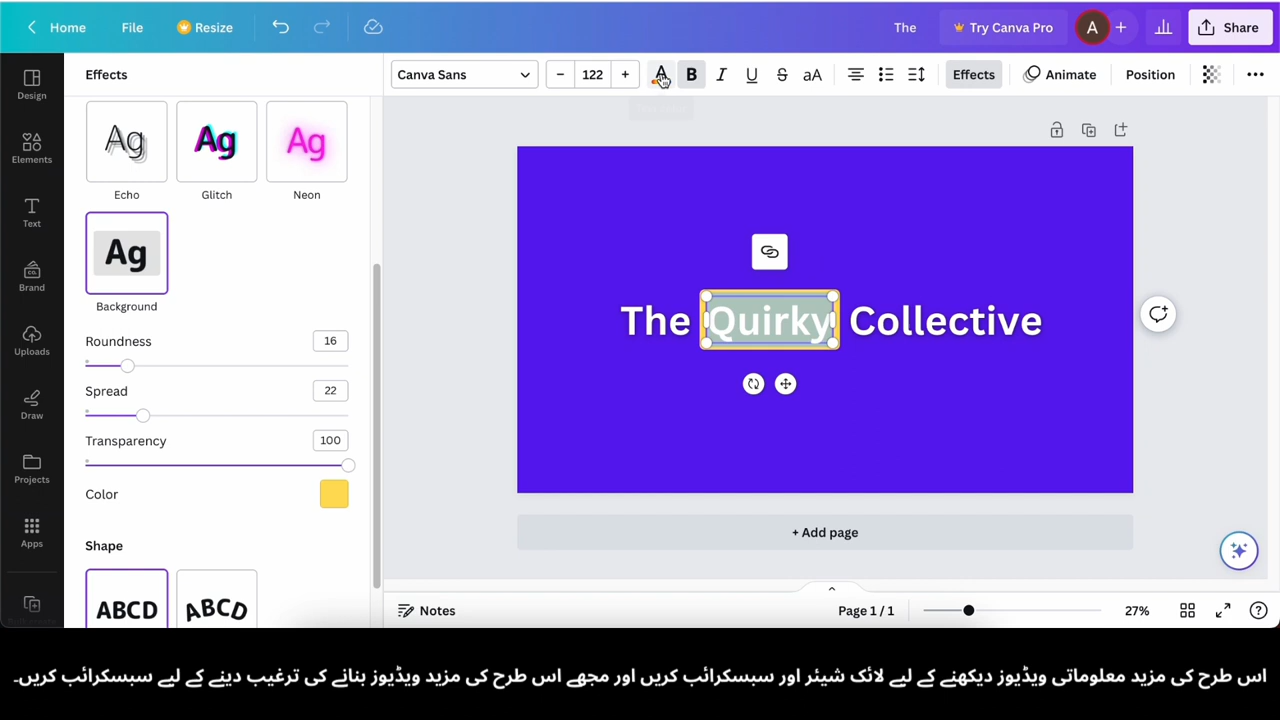 Home File Resize The Try Canva Pro A + Share
Effects Canva Sans – 122 + A B I U S aA Effects Animate Position
Design
Elements
Text
Brand
Uploads
Draw
Projects
Apps
Ag Ag Ag
Echo Glitch Neon
Ag
Background
Roundness 16
Spread 22
Transparency 100
Color
Shape
ABCD ABCD
The Quirky Collective
+ Add page
Notes Page 1 / 1 27%
اس طرح کی مزید معلوماتی ویڈیوز دیکھنے کے لیے لائک شیئر اور سبسکرائب کریں اور مجھے اس طرح کی مزید ویڈیوز بنانے کی ترغیب دینے کے لیے سبسکرائب کریں۔